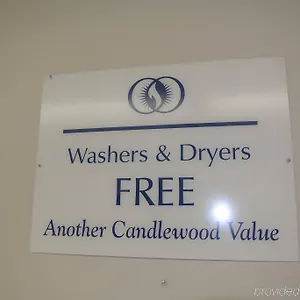 Washers & Dryers
FREE
Another Candlewood Value